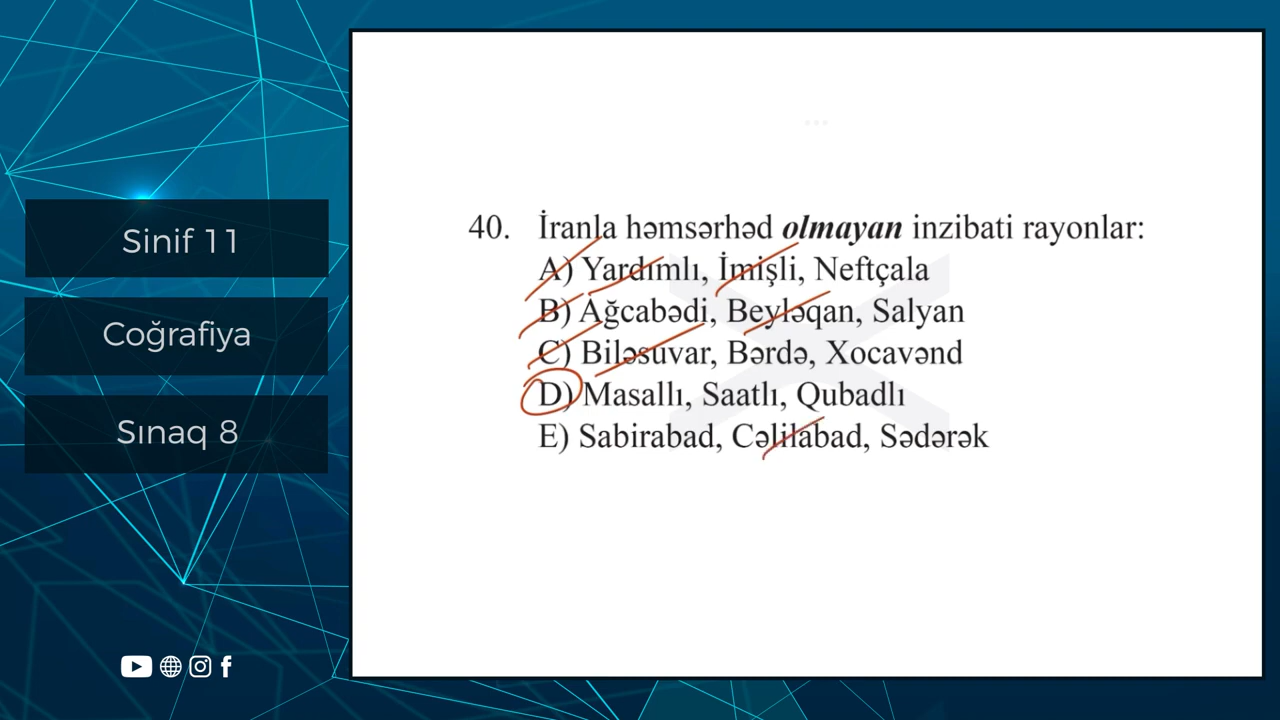 Sinif 11
Coğrafiya
Sınaq 8
40. İranla həmsərhəd olmayan inzibati rayonlar:
A) Yardımlı, İmişli, Neftçala
B) Ağcabədi, Beyləqan, Salyan
C) Biləsuvar, Bərdə, Xocavənd
D) Masallı, Saatlı, Qubadlı
E) Sabirabad, Cəlilabad, Sədərək